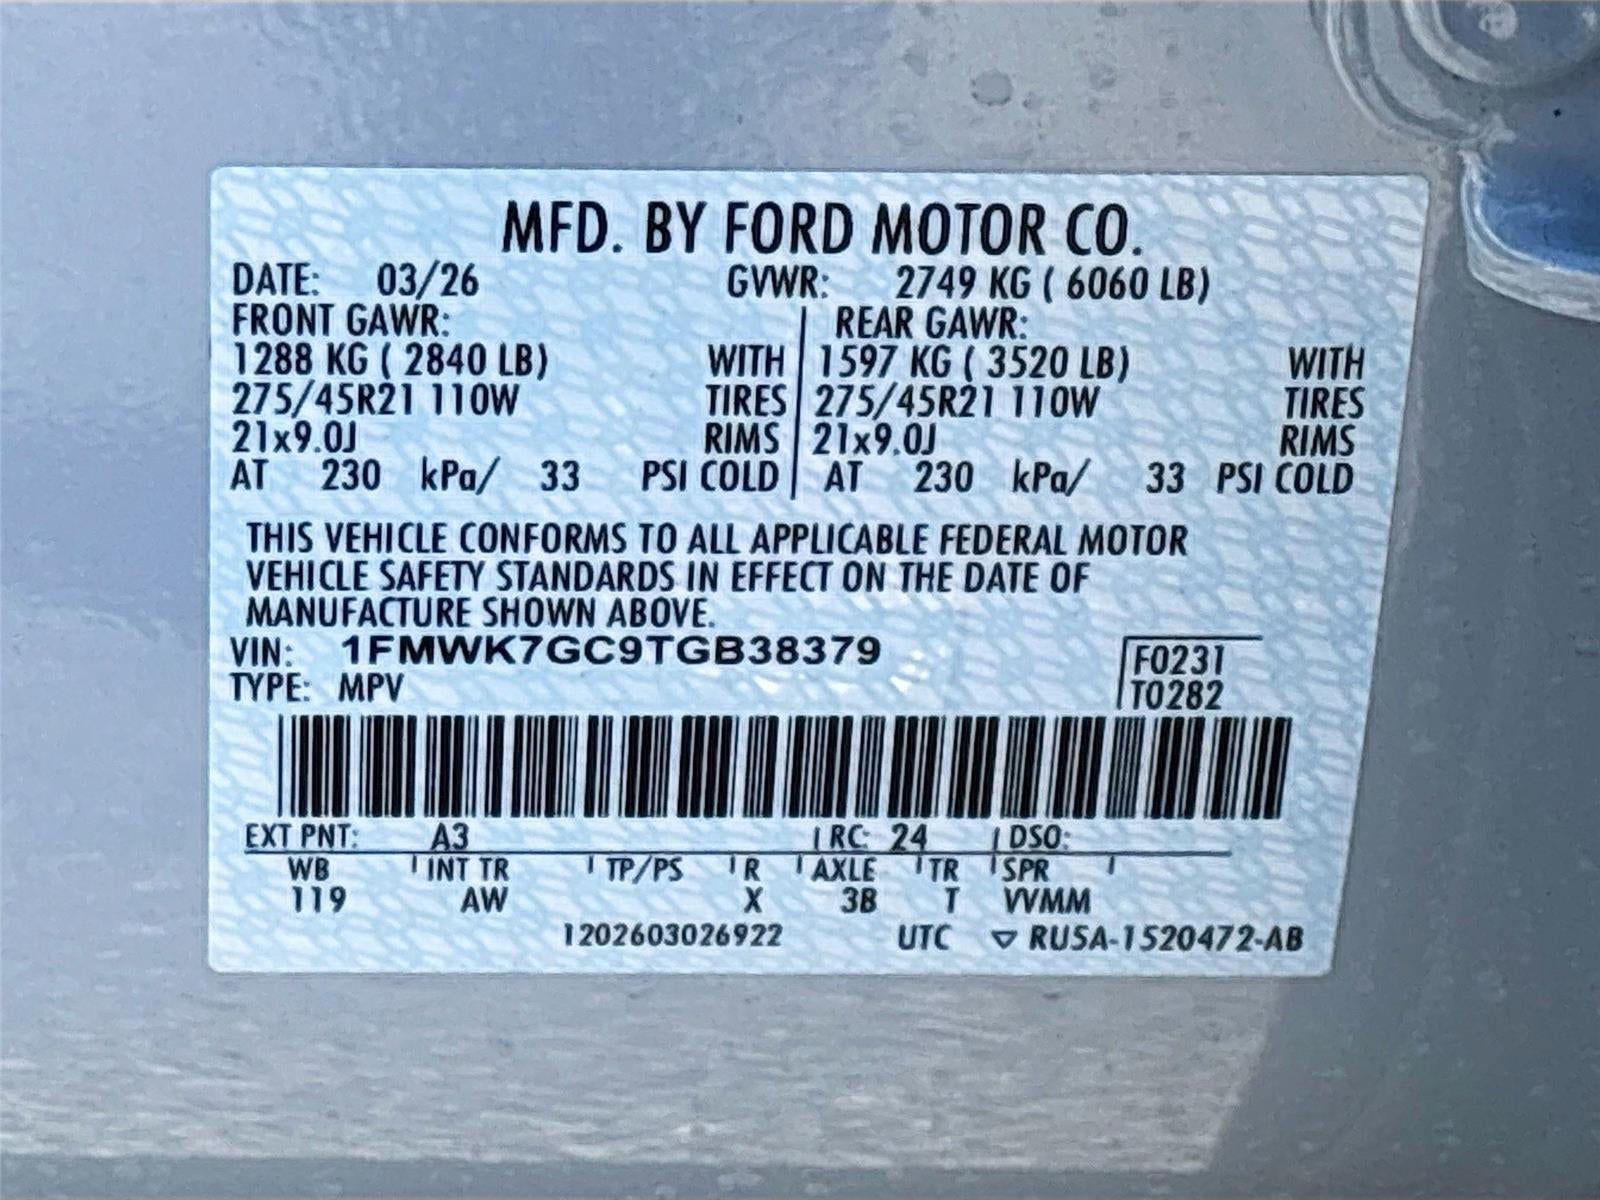 MFD. BY FORD MOTOR CO.
DATE: 03/26 GVWR: 2749 KG ( 6060 LB)
FRONT GAWR: REAR GAWR:
1288 KG ( 2840 LB) WITH 1597 KG ( 3520 LB) WITH
275/45R21 110W TIRES 275/45R21 110W TIRES
21x9.0J RIMS 21x9.0J RIMS
AT 230 kPa/ 33 PSI COLD AT 230 kPa/ 33 PSI COLD
THIS VEHICLE CONFORMS TO ALL APPLICABLE FEDERAL MOTOR
VEHICLE SAFETY STANDARDS IN EFFECT ON THE DATE OF
MANUFACTURE SHOWN ABOVE.
VIN: 1FMWK7GC9TGB38379 F0231
TYPE: MPV T0282
EXT PNT: A3 RC: 24 DSO:
WB INT TR TP/PS R AXLE TR SPR
119 AW X 3B T VVMM
1202603026922 UTC ▽ RU5A-1520472-AB